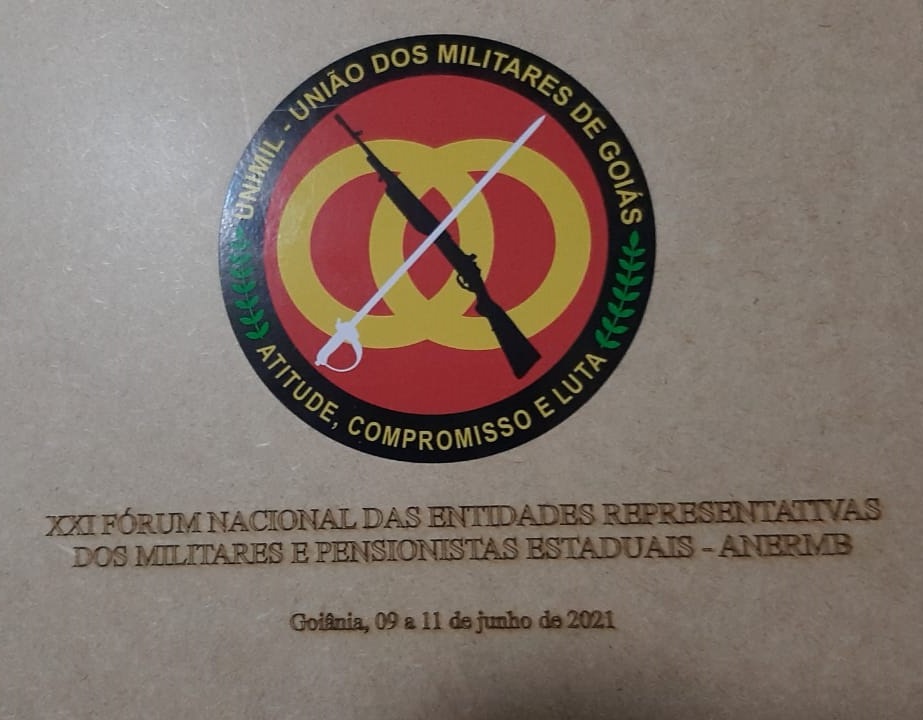 UNIMIL - UNIÃO DOS MILITARES DE GOIÁS
ATITUDE, COMPROMISSO E LUTA
XXI FÓRUM NACIONAL DAS ENTIDADES REPRESENTATIVAS
DOS MILITARES E PENSIONISTAS ESTADUAIS - ANERMB
Goiânia, 09 a 11 de junho de 2021